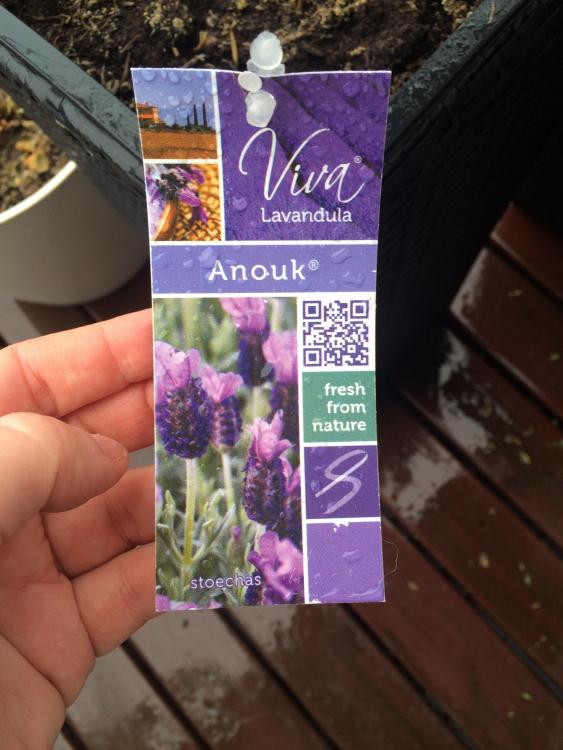 Viva®
Lavandula
Anouk®
fresh
from
nature
stoechas